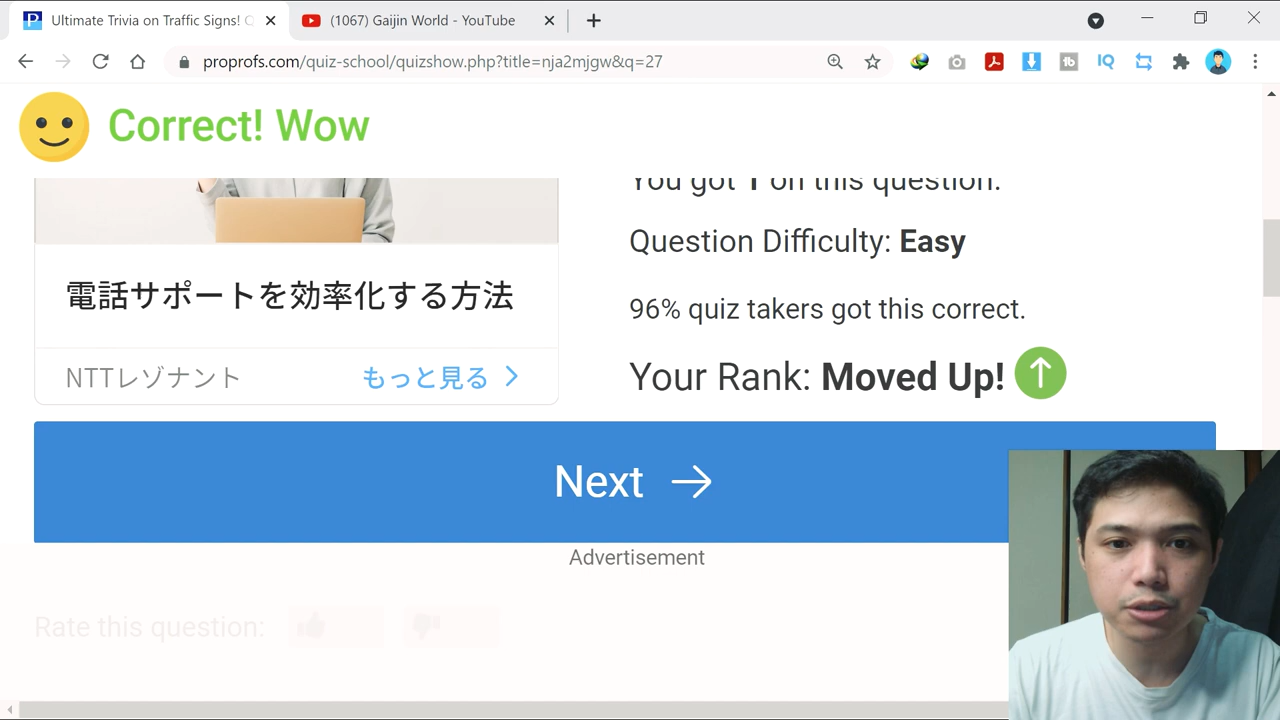 Ultimate Trivia on Traffic Signs! Q
(1067) Gaijin World - YouTube
proprofs.com/quiz-school/quizshow.php?title=nja2mjgw&q=27
IQ
Correct! Wow
You got 1 on this question.
Question Difficulty: Easy
96% quiz takers got this correct.
Your Rank: Moved Up!
電話サポートを効率化する方法
NTTレゾナント
もっと見る
Next
Advertisement
Rate this question: